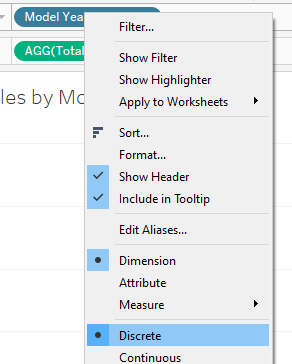 Model Yea
Filter...
AGG(Total
Show Filter
Show Highlighter
les by Mo
Apply to Worksheets
Sort...
Format...
Show Header
Include in Tooltip
Edit Aliases...
Dimension
Attribute
Measure
Discrete
Continuous